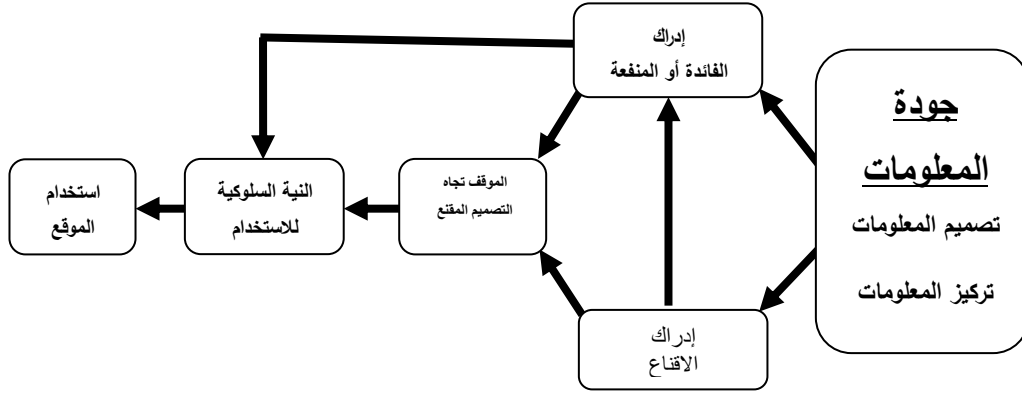 إدراك
الفائدة أو المنفعة
جودة
المعلومات
تصميم المعلومات
تركيز المعلومات
الموقف تجاه
التصميم المقنع
النية السلوكية
للاستخدام
استخدام
الموقع
إدراك
الاقناع